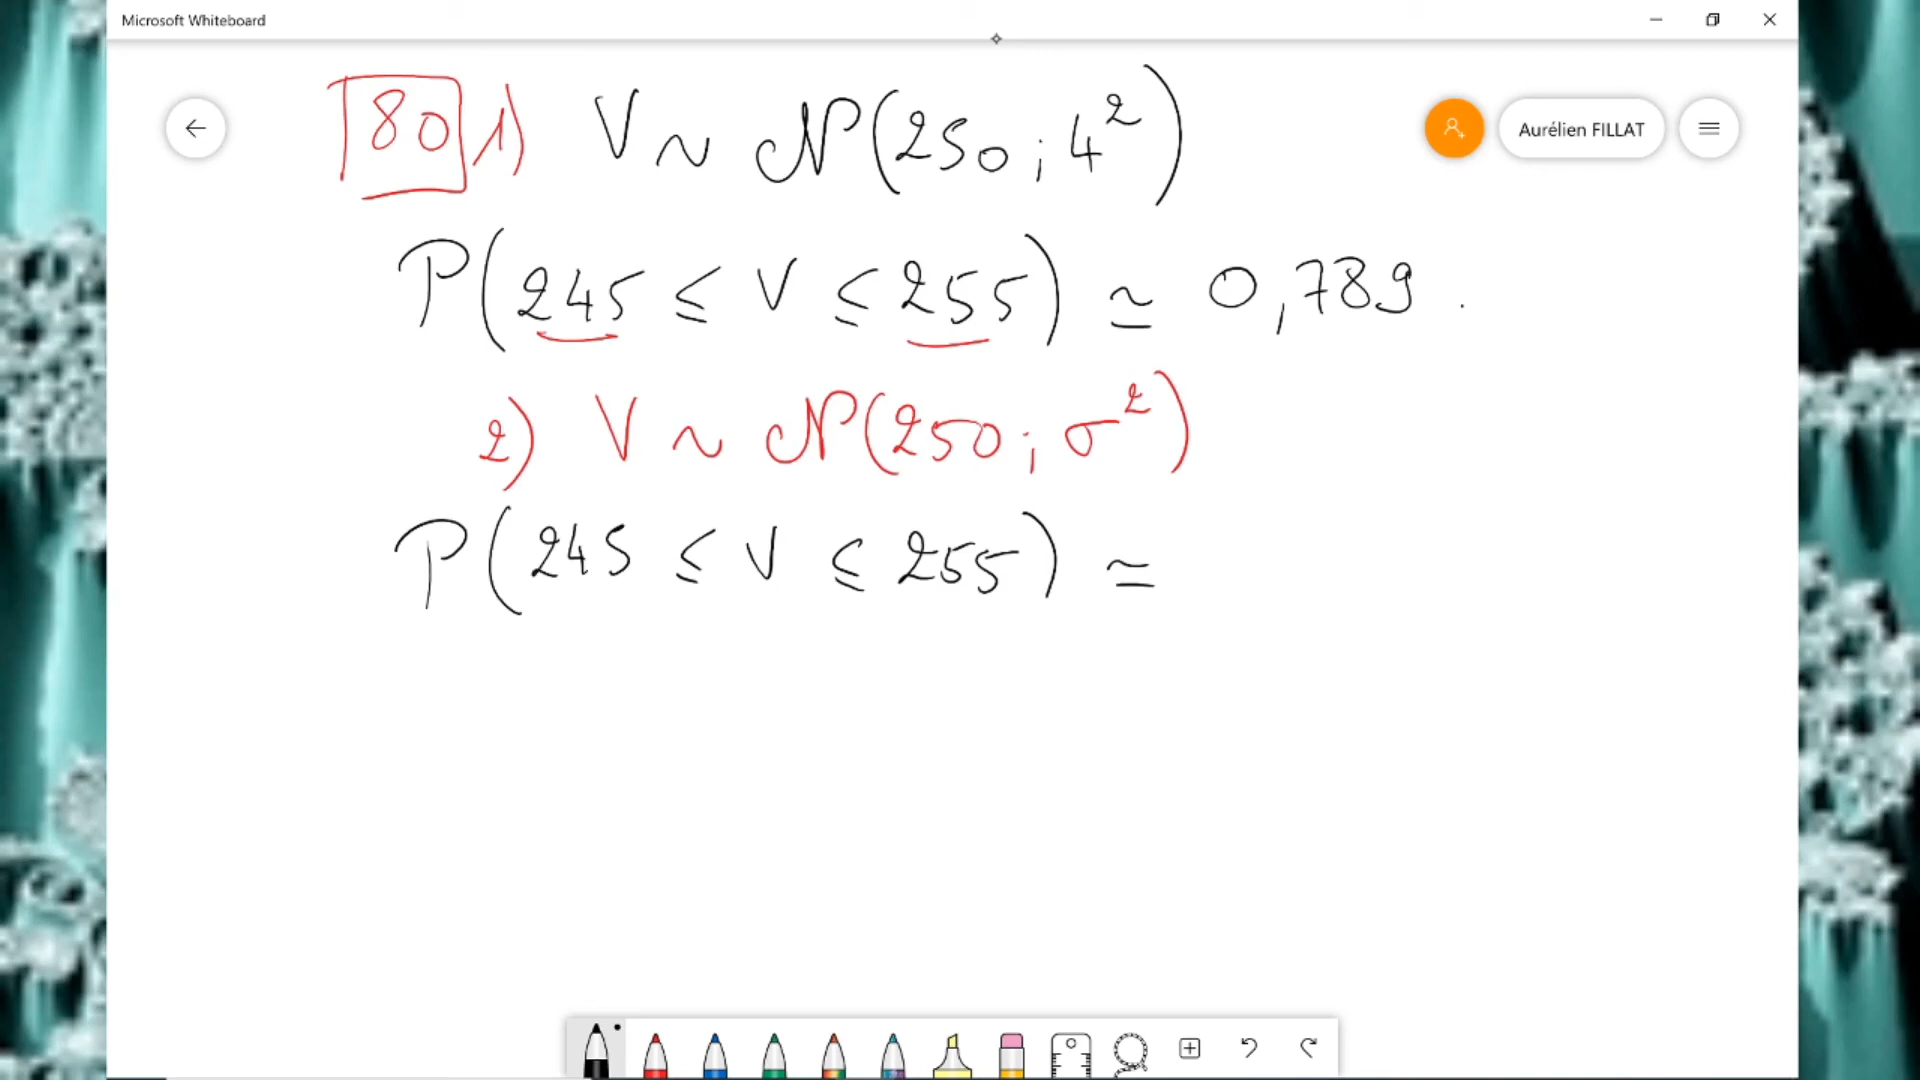 Microsoft Whiteboard
Aurélien FILLAT
80 1) V ~ N(250 ; 4²)
P(245 ≤ V ≤ 255) ≃ 0,789 .
2) V ~ N(250 ; σ²)
P(245 ≤ V ≤ 255) ≃